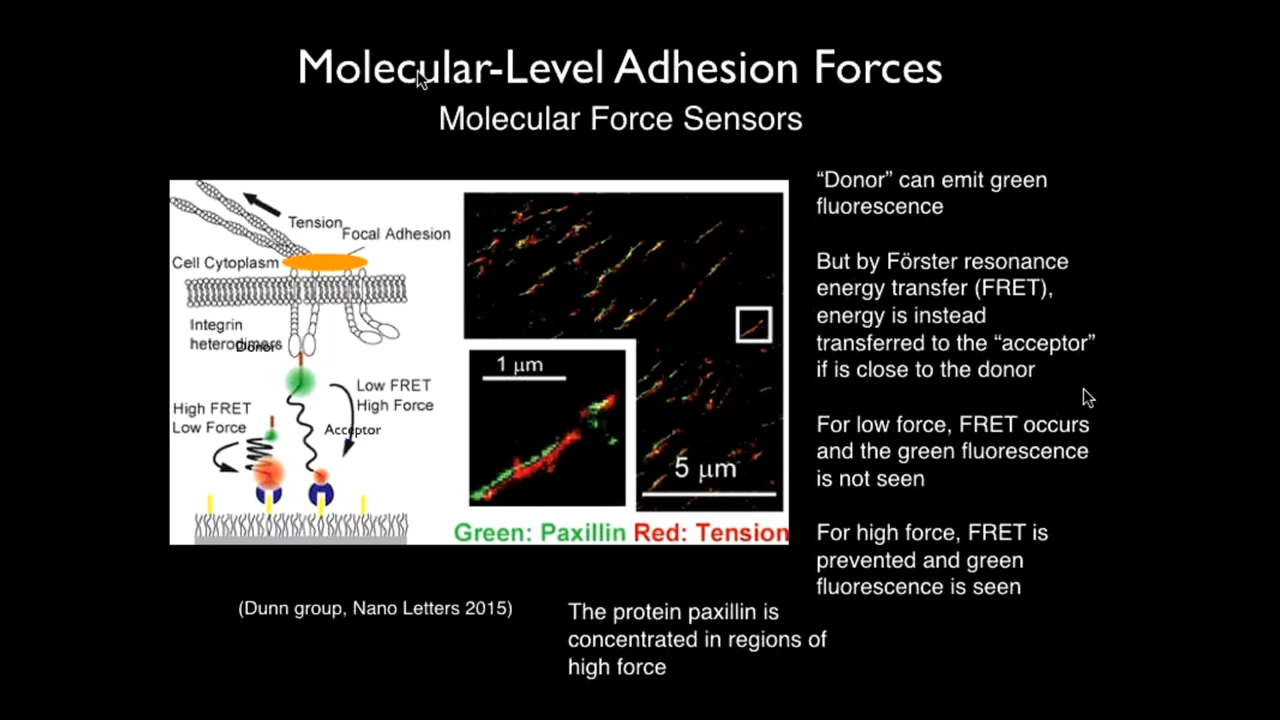 Molecular-Level Adhesion Forces
Molecular Force Sensors
Tension
Focal Adhesion
Cell Cytoplasm
Integrin
heterodimers
Donor
Low FRET
High Force
High FRET
Low Force
Acceptor
1 μm
5 μm
Green: Paxillin Red: Tension
“Donor” can emit green
fluorescence
But by Förster resonance
energy transfer (FRET),
energy is instead
transferred to the “acceptor”
if is close to the donor
For low force, FRET occurs
and the green fluorescence
is not seen
For high force, FRET is
prevented and green
fluorescence is seen
(Dunn group, Nano Letters 2015)
The protein paxillin is
concentrated in regions of
high force